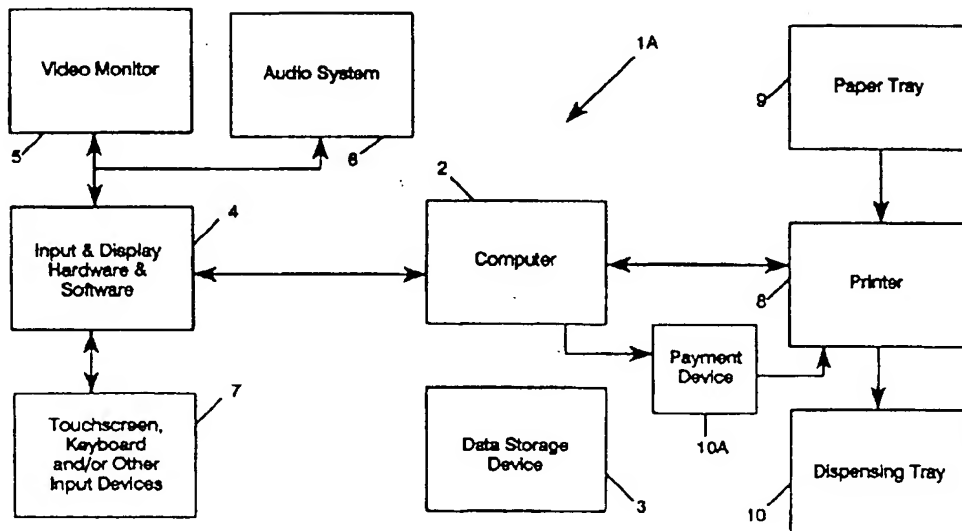 Video Monitor
5
Audio System
6
1A
9
Paper Tray
2
4
Input & Display
Hardware &
Software
Computer
8
Printer
7
Touchscreen,
Keyboard
and/or Other
Input Devices
Payment
Device
10A
Data Storage
Device
3
Dispensing Tray
10